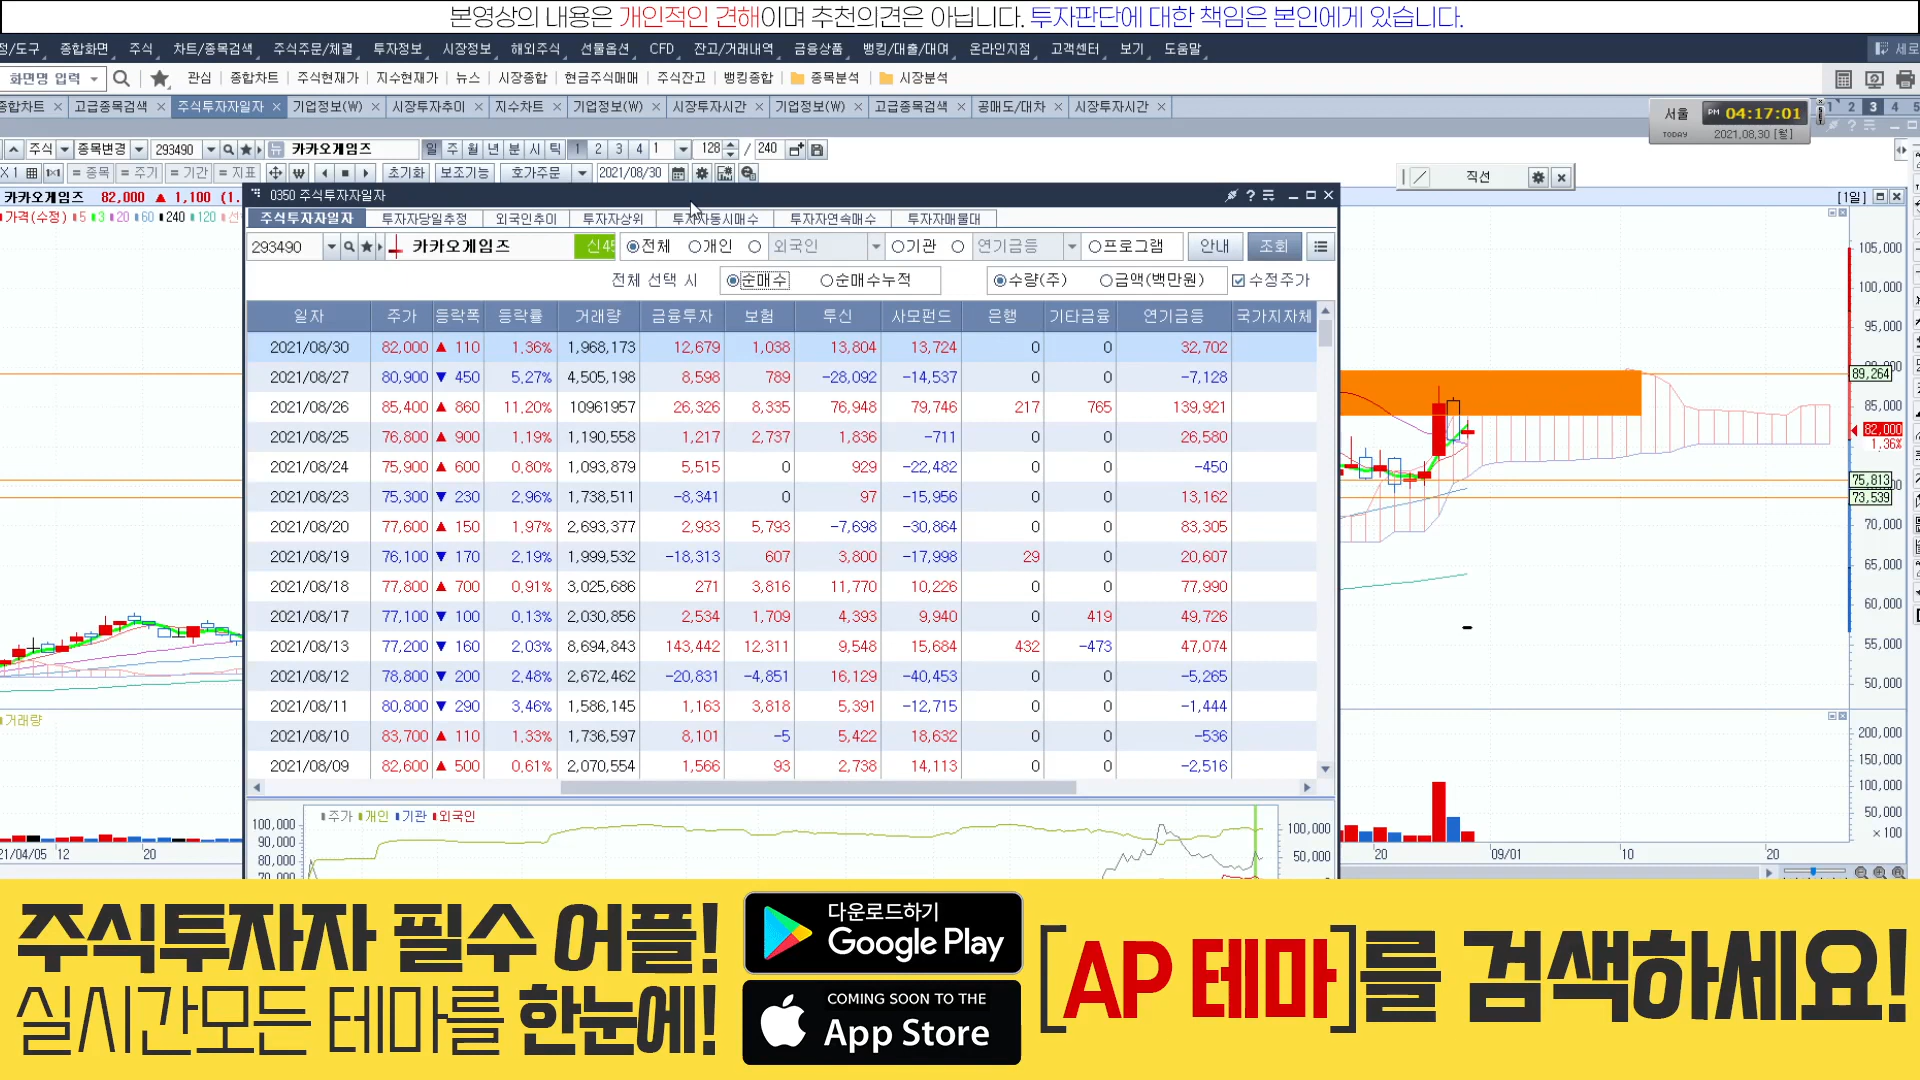 본영상의 내용은 개인적인 견해이며 추천의견은 아닙니다. 투자판단에 대한 책임은 본인에게 있습니다.
정/도구 종합화면 주식 차트/종목검색 주식주문/체결 투자정보 시장정보 해외주식 선물옵션 CFD 잔고/거래내역 금융상품 뱅킹/대출/대여 온라인지점 고객센터 보기 도움말 세로
화면명 입력 관심 종합차트 주식현재가 지수현재가 뉴스 시장종합 현금주식매매 주식잔고 뱅킹종합 종목분석 시장분석
종합차트 고급종목검색 주식투자자일자 기업정보(W) 시장투자추이 지수차트 기업정보(W) 시장투자시간 기업정보(W) 고급종목검색 공매도/대차 시장투자시간 1 2 3 4 5
서울 TODAY PM 04:17:01
2021,08,30 [월]
주식 종목변경 293490 뉴 카카오게임즈 일 주 월 년 분 시 틱 1 2 3 4 1 128 / 240
X1 종목 주기 기간 지표 초기화 보조기능 호가주문 2021/08/30 직선
카카오게임즈 82,000 ▲ 1,100 (1. [1일]
가격(수정) 5 3 20 60 240 120
0350 주식투자자일자
주식투자자일자 투자자당일추정 외국인추미 투자자상위 투자자동시매수 투자자연속매수 투자자매물대
293490 카카오게임즈 신45 전체 개인 외국인 기관 연기금등 프로그램 안내 조회
전체 선택 시 순매수 순매수누적 수량(주) 금액(백만원) 수정주가
일자 주가 등락폭 등락률 거래량 금융투자 보험 투신 사모펀드 은행 기타금융 연기금등 국가지자체
2021/08/30 82,000 ▲ 110 1,36% 1,968,173 12,679 1,038 13,804 13,724 0 0 32,702
2021/08/27 80,900 ▼ 450 5,27% 4,505,198 8,598 789 -28,092 -14,537 0 0 -7,128
2021/08/26 85,400 ▲ 860 11,20% 10961957 26,326 8,335 76,948 79,746 217 765 139,921
2021/08/25 76,800 ▲ 900 1,19% 1,190,558 1,217 2,737 1,836 -711 0 0 26,580
2021/08/24 75,900 ▲ 600 0,80% 1,093,879 5,515 0 929 -22,482 0 0 -450
2021/08/23 75,300 ▼ 230 2,96% 1,738,511 -8,341 0 97 -15,956 0 0 13,162
2021/08/20 77,600 ▲ 150 1,97% 2,693,377 2,933 5,793 -7,698 -30,864 0 0 83,305
2021/08/19 76,100 ▼ 170 2,19% 1,999,532 -18,313 607 3,800 -17,998 29 0 20,607
2021/08/18 77,800 ▲ 700 0,91% 3,025,686 271 3,816 11,770 10,226 0 0 77,990
2021/08/17 77,100 ▼ 100 0,13% 2,030,856 2,534 1,709 4,393 9,940 0 419 49,726
2021/08/13 77,200 ▼ 160 2,03% 8,694,843 143,442 12,311 9,548 15,684 432 -473 47,074
2021/08/12 78,800 ▼ 200 2,48% 2,672,462 -20,831 -4,851 16,129 -40,453 0 0 -5,265
2021/08/11 80,800 ▼ 290 3,46% 1,586,145 1,163 3,818 5,391 -12,715 0 0 -1,444
2021/08/10 83,700 ▲ 110 1,33% 1,736,597 8,101 -5 5,422 18,632 0 0 -536
2021/08/09 82,600 ▲ 500 0,61% 2,070,554 1,566 93 2,738 14,113 0 0 -2,516
주가 개인 기관 외국인
100,000
90,000
80,000
70,000
100,000
50,000
0
105,000
100,000
95,000
89,264
85,000
82,000
1,36%
75,813
73,539
70,000
65,000
60,000
55,000
50,000
거래량
200,000
150,000
100,000
50,000
×100
21/04/05 12 20
20 09/01 10 20
주식투자자 필수 어플!
실시간모든 테마를 한눈에!
다운로드하기
Google Play
COMING SOON TO THE
App Store
[AP 테마]를 검색하세요!